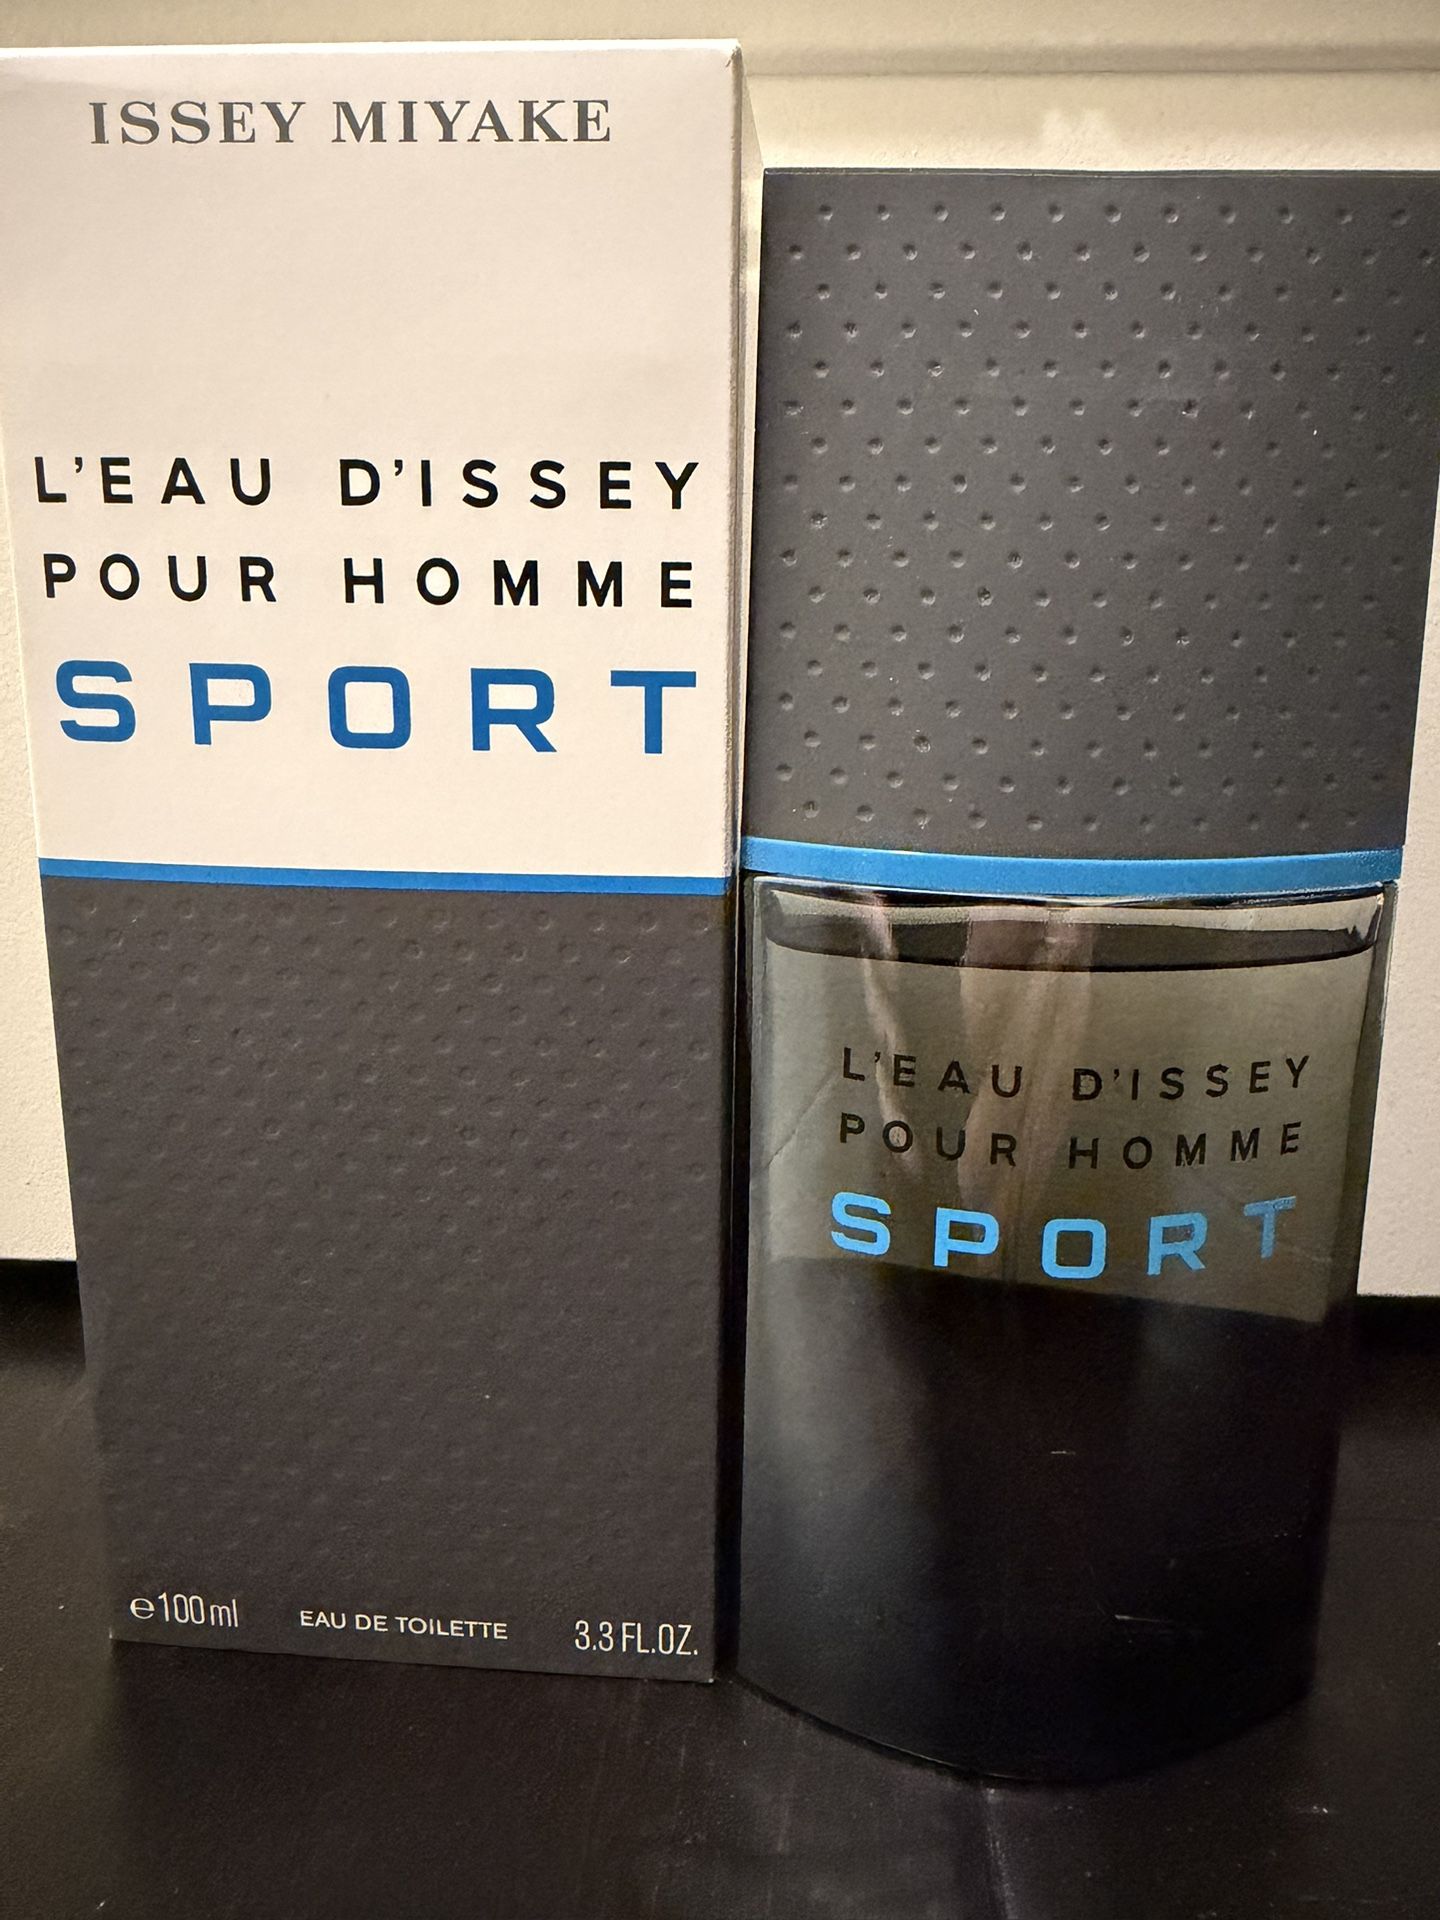 ISSEY MIYAKE
L'EAU D'ISSEY
POUR HOMME
SPORT
℮100ml EAU DE TOILETTE 3.3 FL.OZ.
L'EAU D'ISSEY
POUR HOMME
SPORT